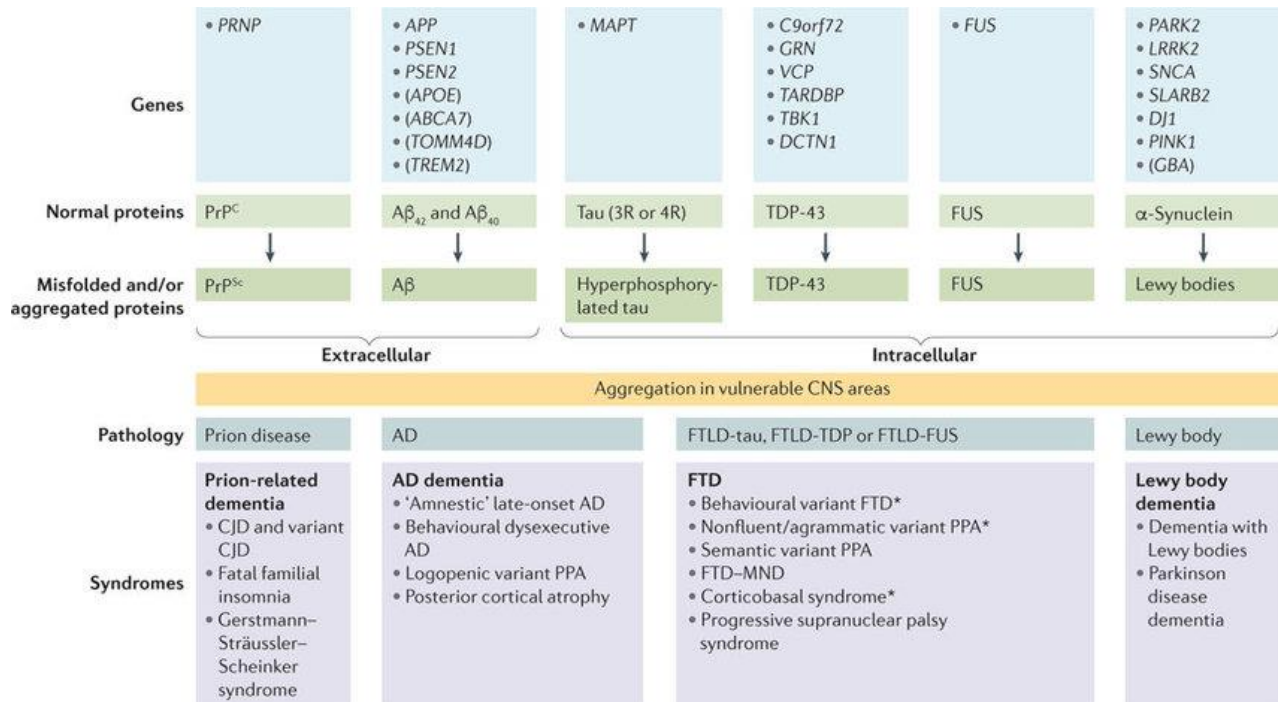 Genes
• PRNP
• APP
• PSEN1
• PSEN2
• (APOE)
• (ABCA7)
• (TOMM4D)
• (TREM2)
• MAPT
• C9orf72
• GRN
• VCP
• TARDBP
• TBK1
• DCTN1
• FUS
• PARK2
• LRRK2
• SNCA
• SLARB2
• DJ1
• PINK1
• (GBA)
Normal proteins
PrPᶜ
Aβ₄₂ and Aβ₄₀
Tau (3R or 4R)
TDP-43
FUS
α-Synuclein
Misfolded and/or
aggregated proteins
PrPˢᶜ
Aβ
Hyperphosphory-
lated tau
TDP-43
FUS
Lewy bodies
Extracellular
Intracellular
Aggregation in vulnerable CNS areas
Pathology
Prion disease
AD
FTLD-tau, FTLD-TDP or FTLD-FUS
Lewy body
Syndromes
Prion-related
dementia
• CJD and variant
CJD
• Fatal familial
insomnia
• Gerstmann–
Sträussler–
Scheinker
syndrome
AD dementia
• ‘Amnestic’ late-onset AD
• Behavioural dysexecutive
AD
• Logopenic variant PPA
• Posterior cortical atrophy
FTD
• Behavioural variant FTD*
• Nonfluent/agrammatic variant PPA*
• Semantic variant PPA
• FTD–MND
• Corticobasal syndrome*
• Progressive supranuclear palsy
syndrome
Lewy body
dementia
• Dementia with
Lewy bodies
• Parkinson
disease
dementia